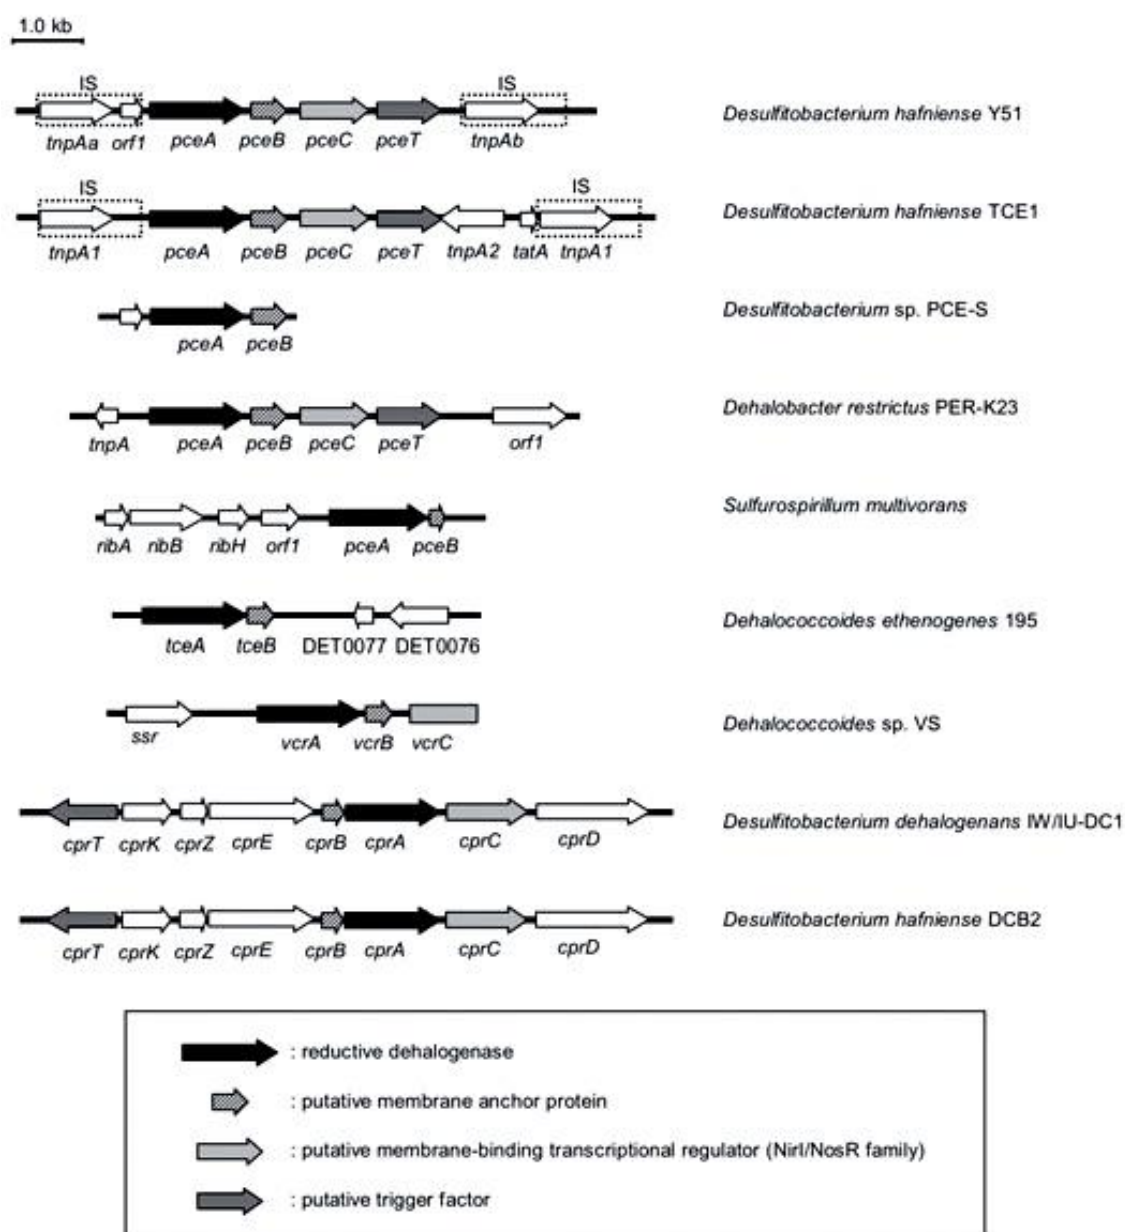 1.0 kb
IS IS
Desulfitobacterium hafniense Y51
tnpAa orf1 pceA pceB pceC pceT tnpAb
IS IS
Desulfitobacterium hafniense TCE1
tnpA1 pceA pceB pceC pceT tnpA2 tatA tnpA1
Desulfitobacterium sp. PCE-S
pceA pceB
Dehalobacter restrictus PER-K23
tnpA pceA pceB pceC pceT orf1
Sulfurospirillum multivorans
ribA ribB ribH orf1 pceA pceB
Dehalococcoides ethenogenes 195
tceA tceB DET0077 DET0076
Dehalococcoides sp. VS
ssr vcrA vcrB vcrC
Desulfitobacterium dehalogenans IW/IU-DC1
cprT cprK cprZ cprE cprB cprA cprC cprD
Desulfitobacterium hafniense DCB2
cprT cprK cprZ cprE cprB cprA cprC cprD
: reductive dehalogenase
: putative membrane anchor protein
: putative membrane-binding transcriptional regulator (NirI/NosR family)
: putative trigger factor